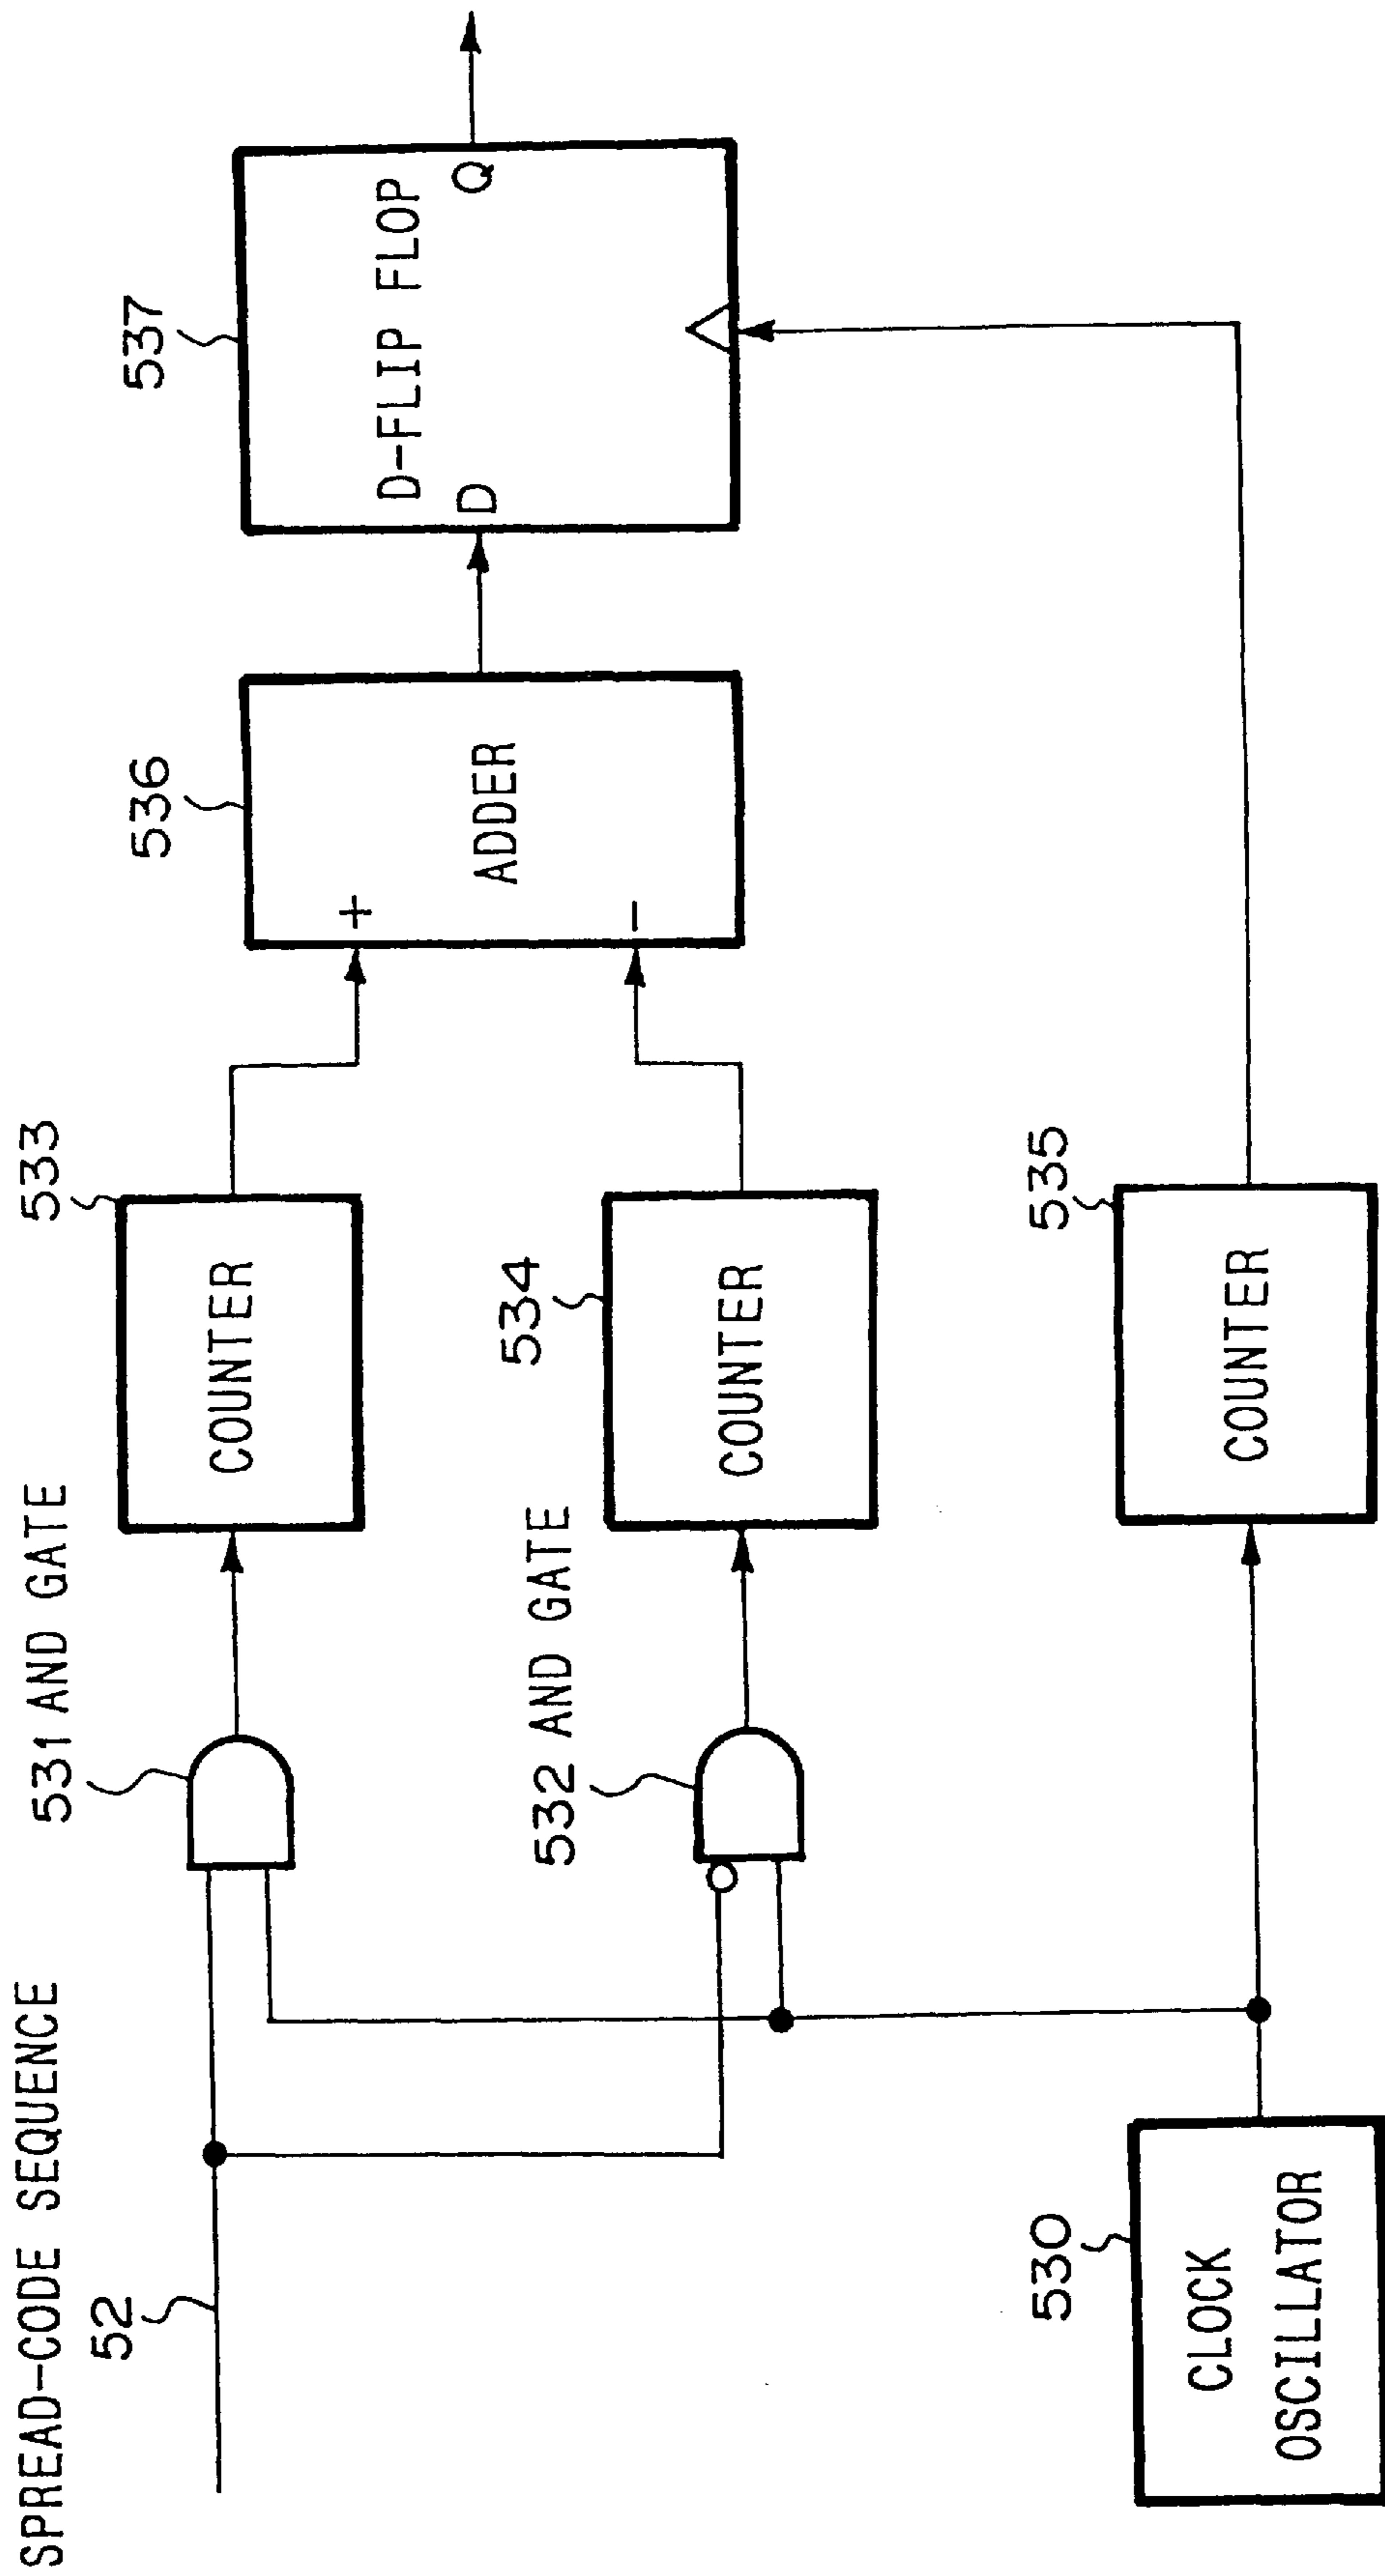 SPREAD-CODE SEQUENCE
52
531 AND GATE
533
COUNTER
532 AND GATE
534
COUNTER
536
+
−
ADDER
537
D-FLIP FLOP
D
Q
530
CLOCK
OSCILLATOR
535
COUNTER